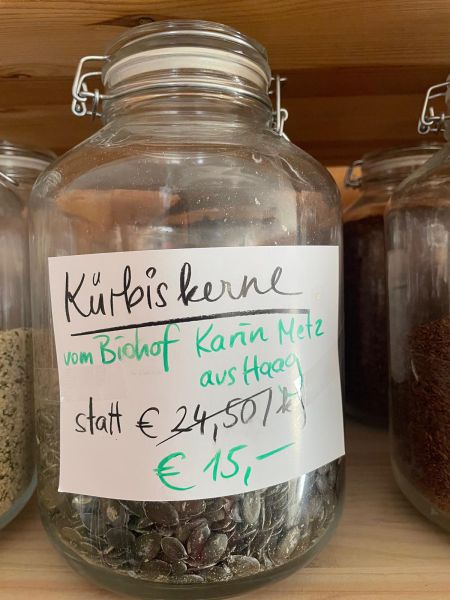 Kürbiskerne
vom Biohof Karin Metz
aus Haag
statt € 24,50/kg
€ 15,–